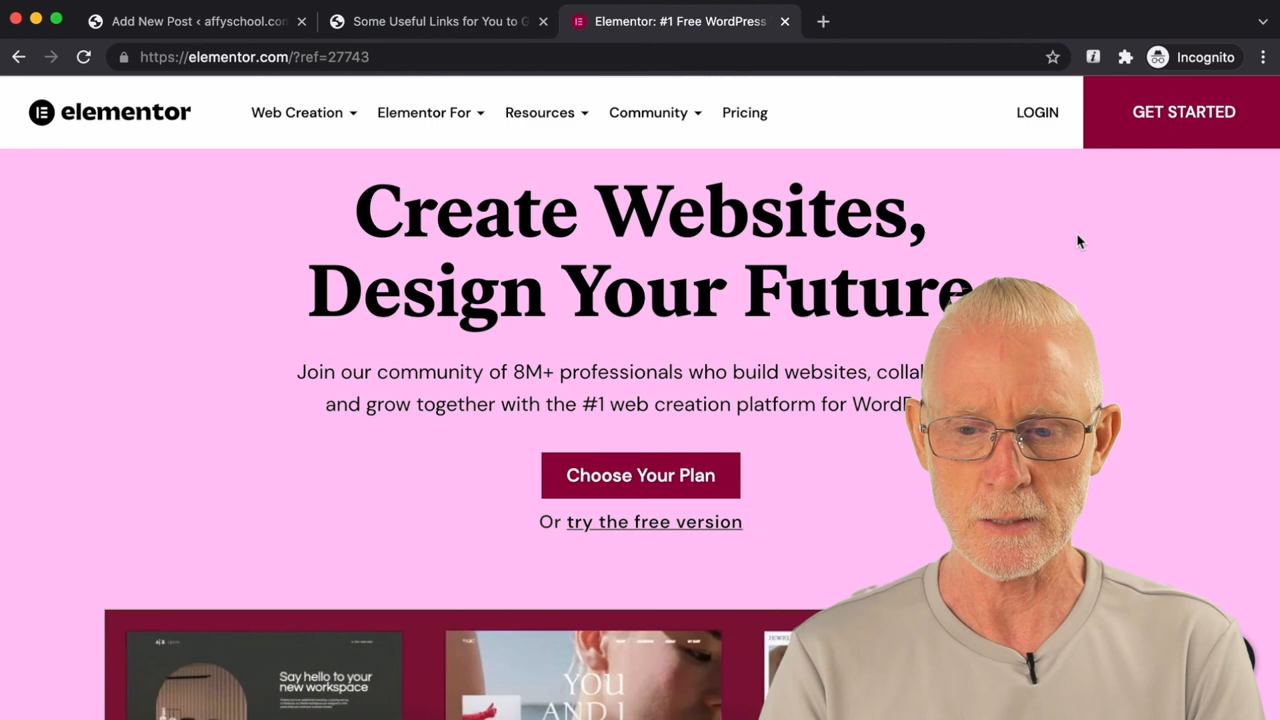 Add New Post ‹ affyschool.com
Some Useful Links for You to G
Elementor: #1 Free WordPress
https://elementor.com/?ref=27743
Incognito
elementor
Web Creation
Elementor For
Resources
Community
Pricing
LOGIN
GET STARTED
Create Websites,
Design Your Future
Join our community of 8M+ professionals who build websites,
and grow together with the #1 web creation platform for
Choose Your Plan
Or try the free version
Say hello to your
new workspace
YOU
AND I